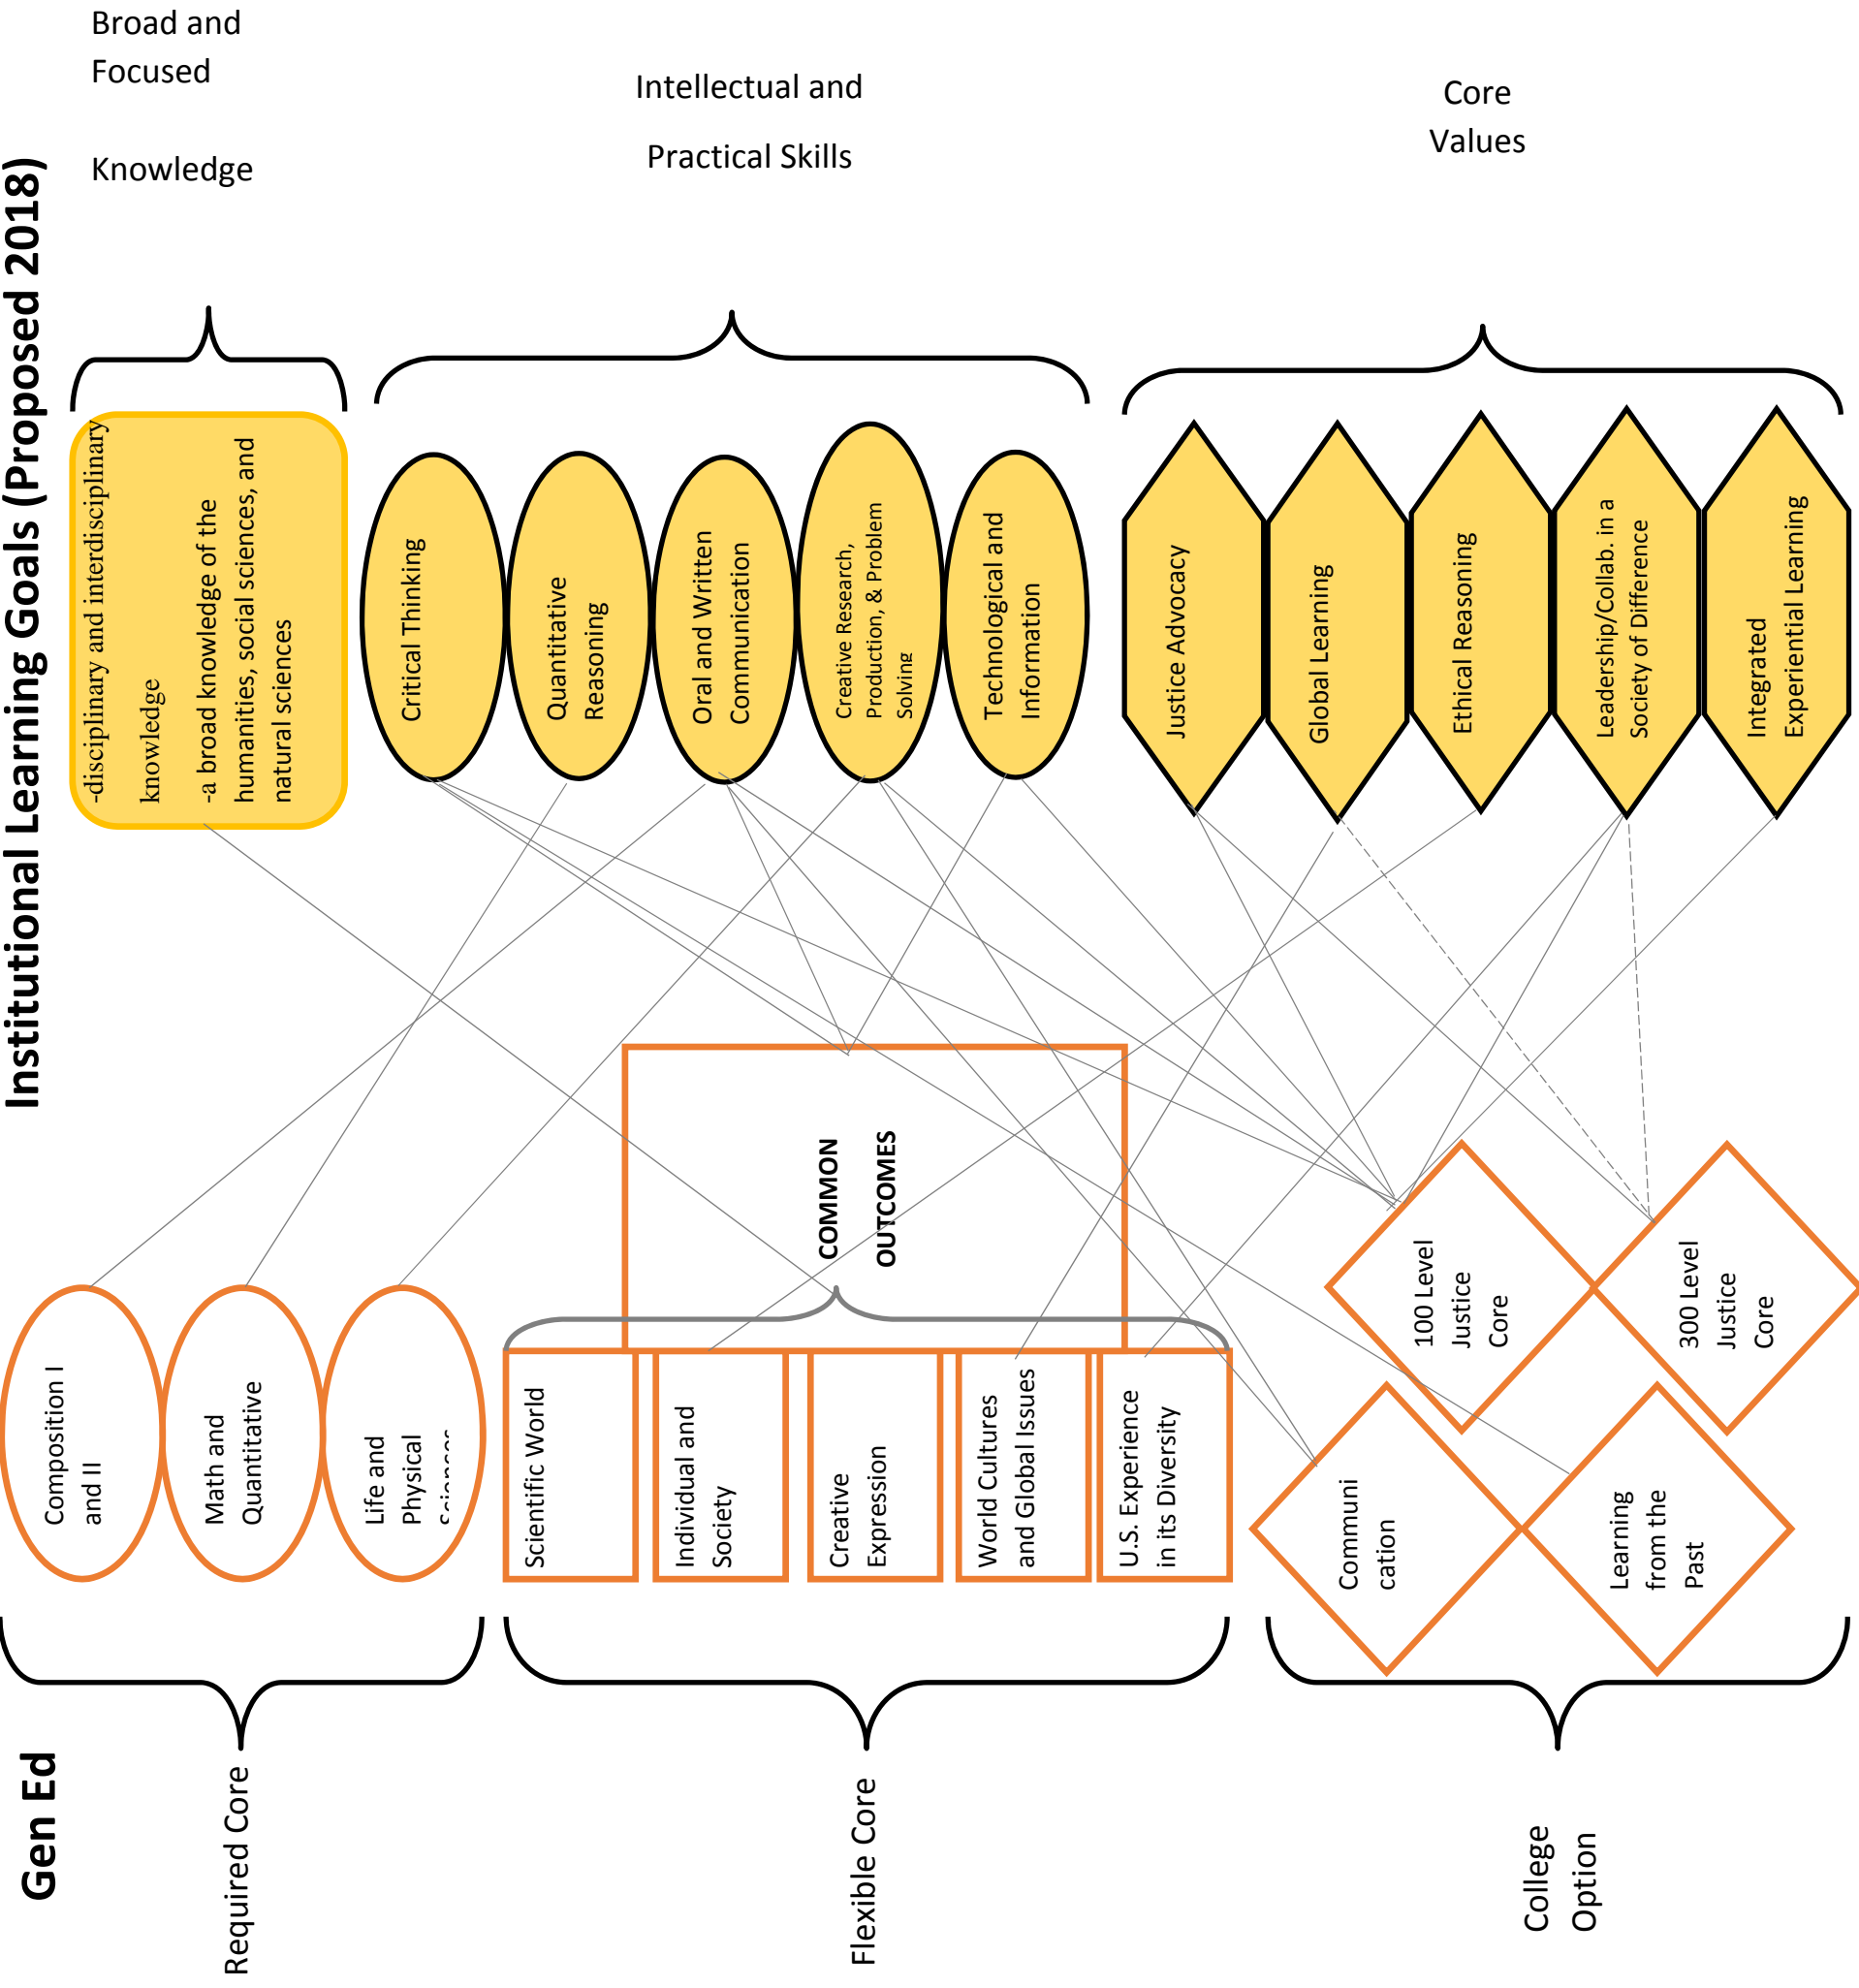 Institutional Learning Goals (Proposed 2018)
Gen Ed
Broad and
Focused
Knowledge
Intellectual and
Practical Skills
Core
Values
-disciplinary and interdisciplinary
knowledge
-a broad knowledge of the
humanities, social sciences, and
natural sciences
Critical Thinking
Quantitative
Reasoning
Oral and Written
Communication
Creative Research,
Production, & Problem
Solving
Technological and
Information
Justice Advocacy
Global Learning
Ethical Reasoning
Leadership/Collab. in a
Society of Difference
Integrated
Experiential Learning
COMMON
OUTCOMES
Composition I
and II
Math and
Quantitative
Life and
Physical
Sciences
Scientific World
Individual and
Society
Creative
Expression
World Cultures
and Global Issues
U.S. Experience
in its Diversity
100 Level
Justice
Core
300 Level
Justice
Core
Communi
cation
Learning
from the
Past
Required Core
Flexible Core
College
Option